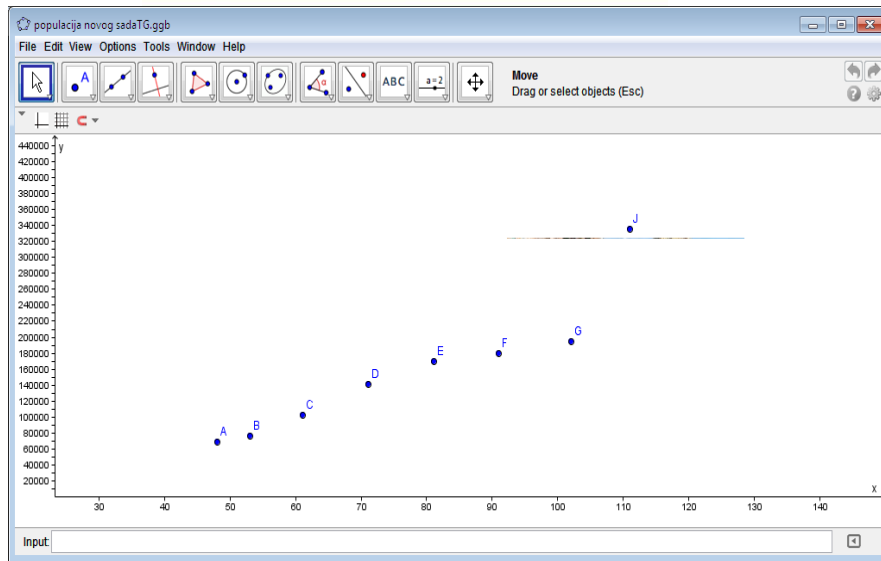 populacija novog sadaTG.ggb
File Edit View Options Tools Window Help
A
ABC
a=2
α
Move
Drag or select objects (Esc)
y
440000
420000
400000
380000
360000
340000
320000
300000
280000
260000
240000
220000
200000
180000
160000
140000
120000
100000
80000
60000
40000
20000
J
G
F
E
D
C
B
A
x
30 40 50 60 70 80 90 100 110 120 130 140
Input: